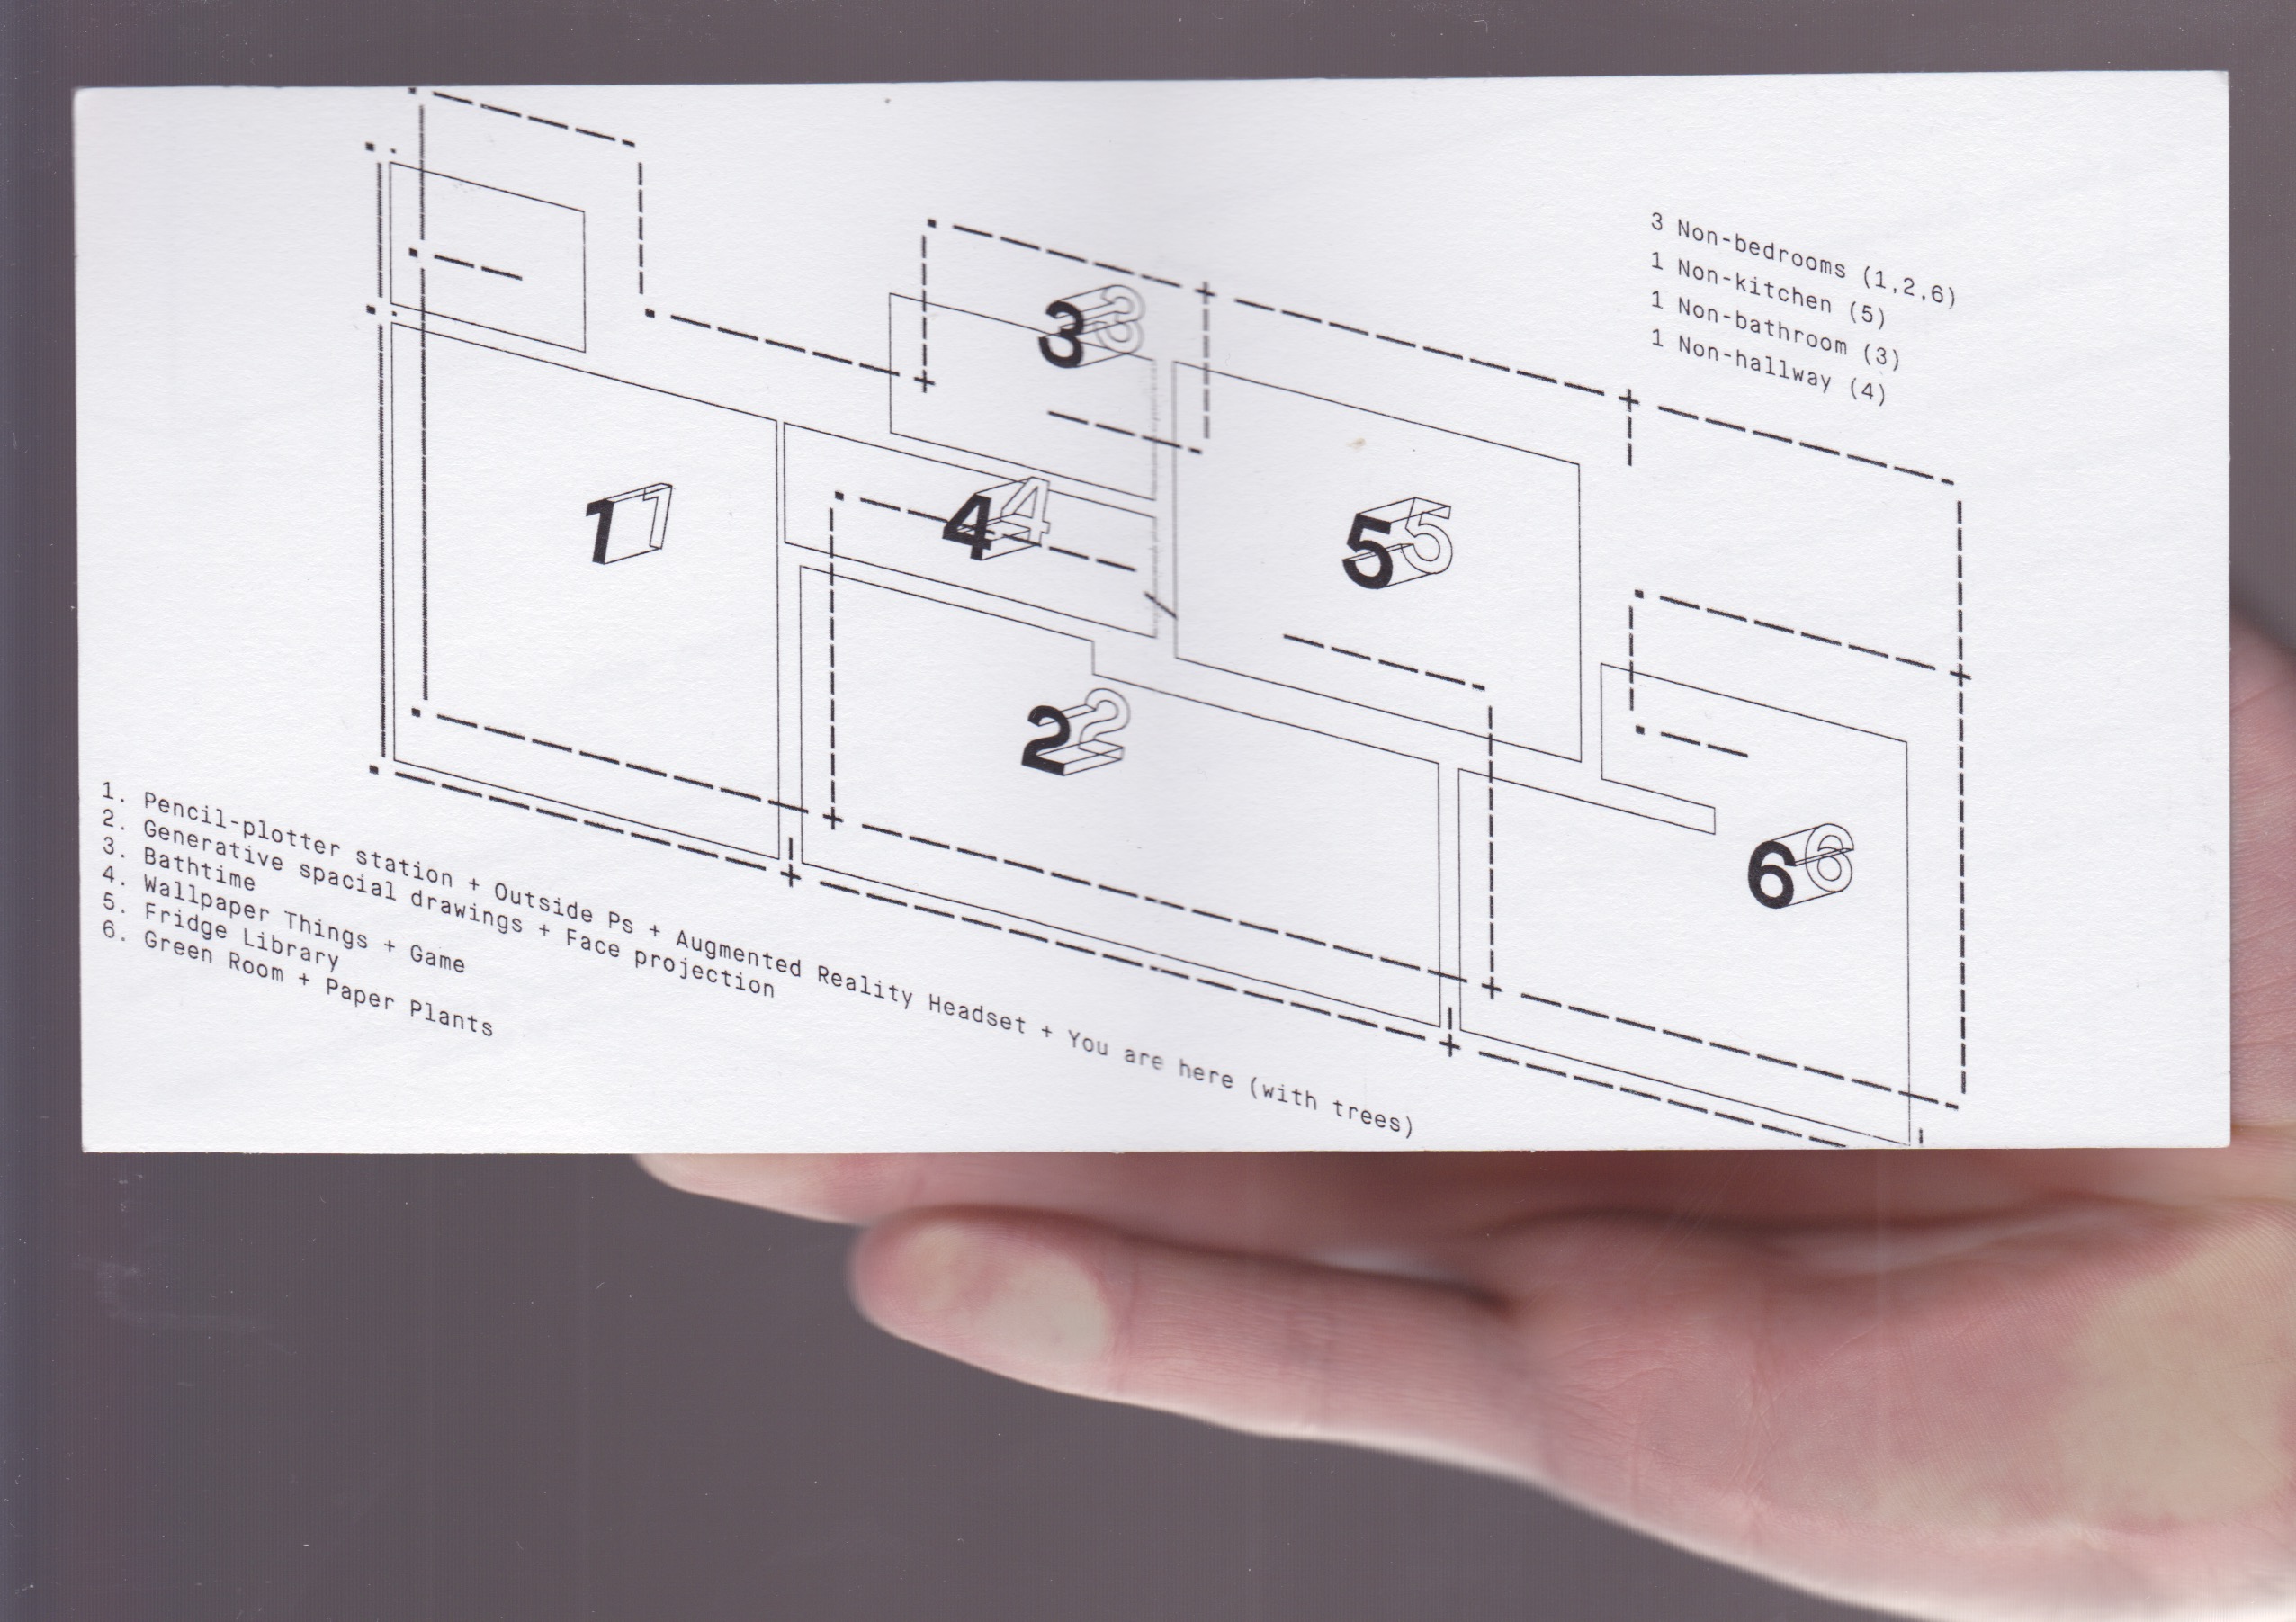 3 Non-bedrooms (1,2,6)
1 Non-kitchen (5)
1 Non-bathroom (3)
1 Non-hallway (4)
3
1
4
5
2
6
1. Pencil-plotter station + Outside Ps + Augmented Reality Headset + You are here (with trees)
2. Generative spacial drawings + Face projection
3. Bathtime
4. Wallpaper Things + Game
5. Fridge Library
6. Green Room + Paper Plants